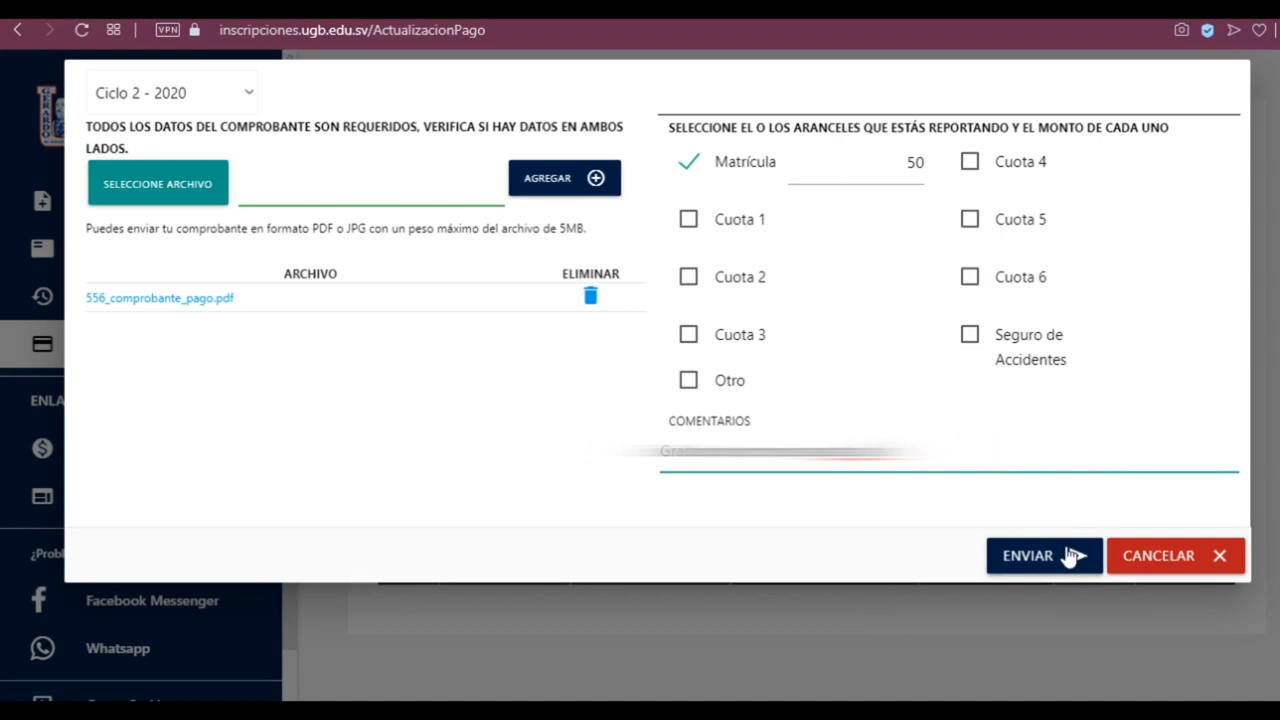 VPN
inscripciones.ugb.edu.sv/ActualizacionPago
GERARDO
Ciclo 2 - 2020
TODOS LOS DATOS DEL COMPROBANTE SON REQUERIDOS, VERIFICA SI HAY DATOS EN AMBOS
LADOS.
SELECCIONE ARCHIVO
AGREGAR
Puedes enviar tu comprobante en formato PDF o JPG con un peso máximo del archivo de 5MB.
ARCHIVO ELIMINAR
556_comprobante_pago.pdf
SELECCIONE EL O LOS ARANCELES QUE ESTÁS REPORTANDO Y EL MONTO DE CADA UNO
Matrícula 50 Cuota 4
Cuota 1 Cuota 5
Cuota 2 Cuota 6
Cuota 3 Seguro de
Accidentes
Otro
COMENTARIOS
ENVIAR
CANCELAR
ENLA
¿Probl
Facebook Messenger
Whatsapp